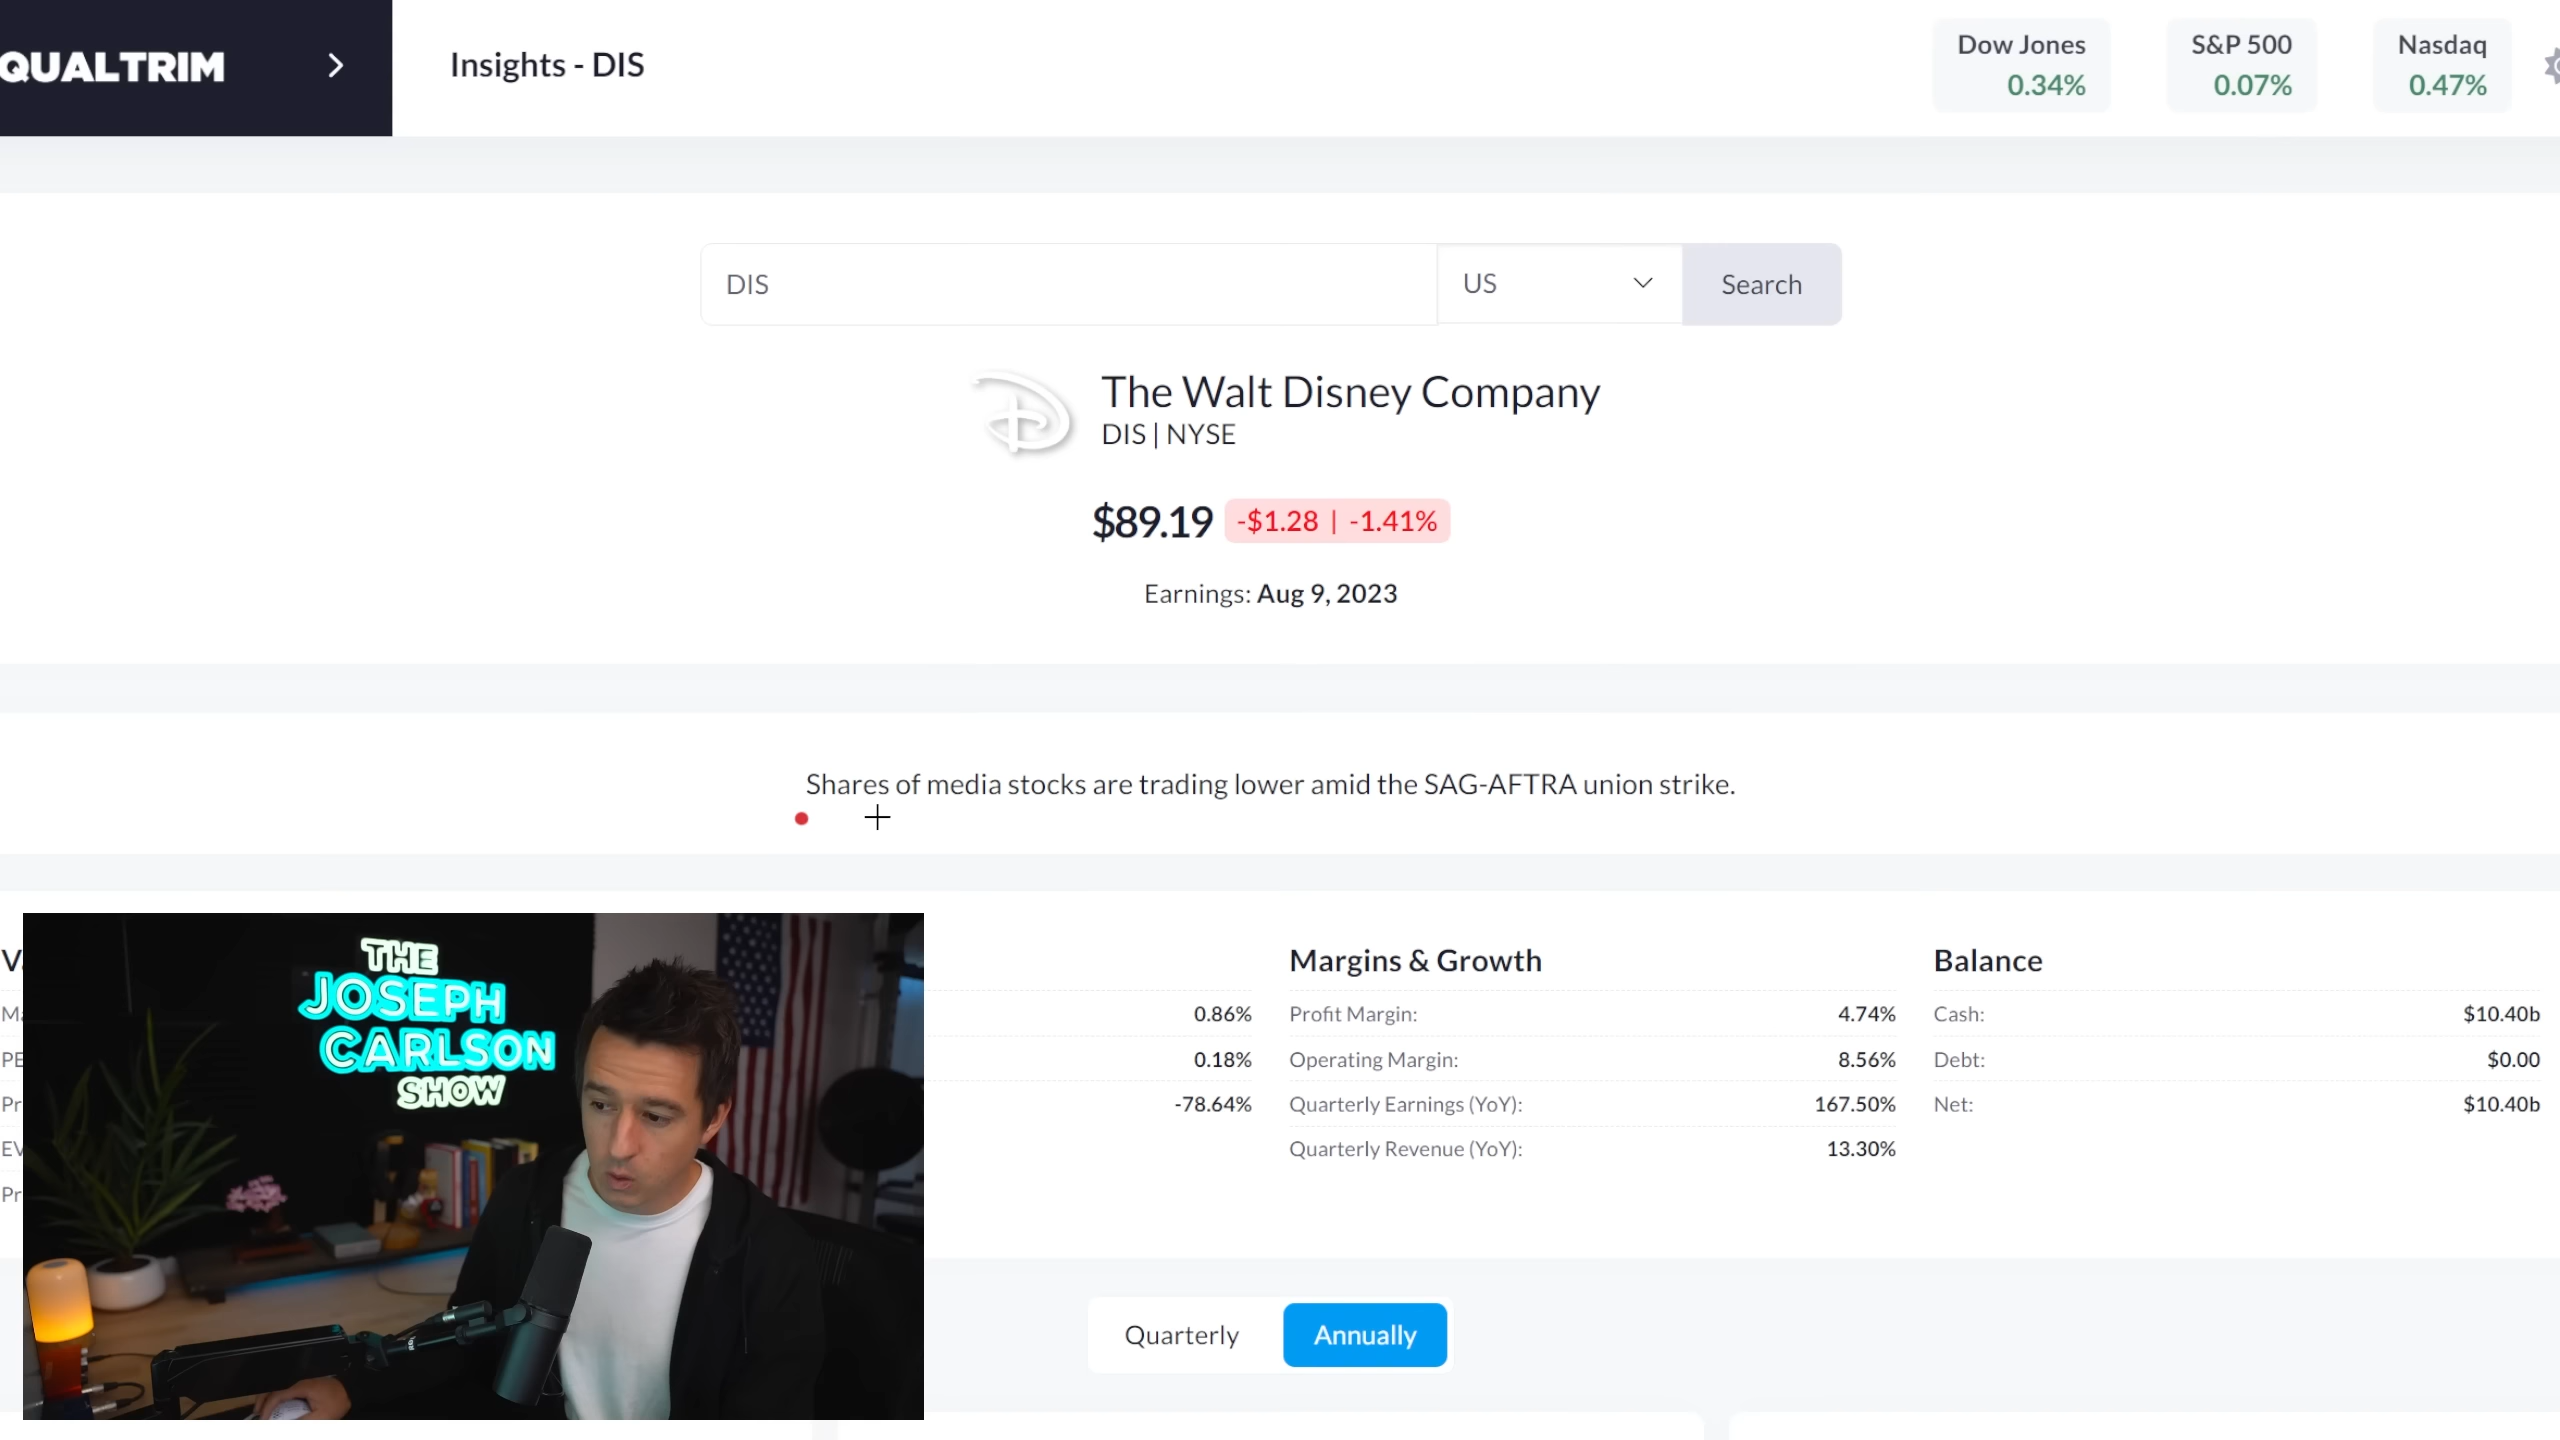 QUALTRIM
Insights - DIS
Dow Jones
0.34%
S&P 500
0.07%
Nasdaq
0.47%
DIS
US
Search
The Walt Disney Company
DIS | NYSE
$89.19
-$1.28 | -1.41%
Earnings: Aug 9, 2023
Shares of media stocks are trading lower amid the SAG-AFTRA union strike.
THE
JOSEPH
CARLSON
SHOW
0.86%
0.18%
-78.64%
Margins & Growth
Profit Margin: 4.74%
Operating Margin: 8.56%
Quarterly Earnings (YoY): 167.50%
Quarterly Revenue (YoY): 13.30%
Balance
Cash: $10.40b
Debt: $0.00
Net: $10.40b
Quarterly
Annually